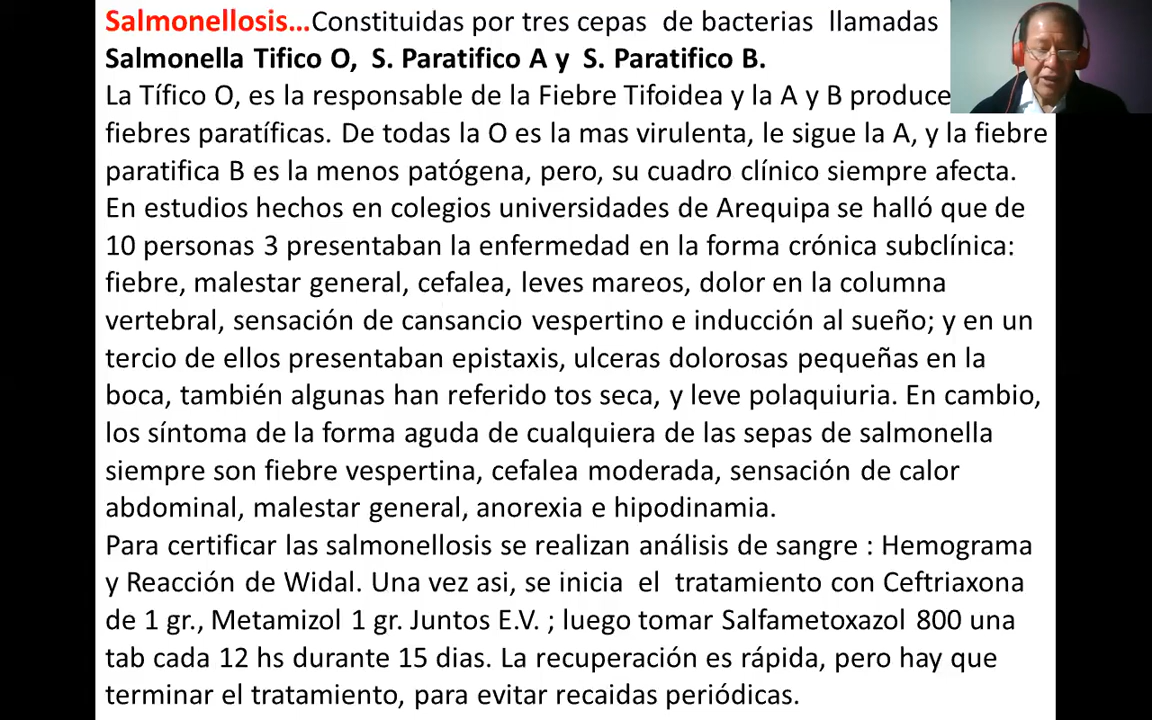 Salmonellosis...Constituidas por tres cepas de bacterias llamadas
Salmonella Tifico O, S. Paratifico A y S. Paratifico B.
La Tífico O, es la responsable de la Fiebre Tifoidea y la A y B produce
fiebres paratíficas. De todas la O es la mas virulenta, le sigue la A, y la fiebre
paratifica B es la menos patógena, pero, su cuadro clínico siempre afecta.
En estudios hechos en colegios universidades de Arequipa se halló que de
10 personas 3 presentaban la enfermedad en la forma crónica subclínica:
fiebre, malestar general, cefalea, leves mareos, dolor en la columna
vertebral, sensación de cansancio vespertino e inducción al sueño; y en un
tercio de ellos presentaban epistaxis, ulceras dolorosas pequeñas en la
boca, también algunas han referido tos seca, y leve polaquiuria. En cambio,
los síntoma de la forma aguda de cualquiera de las sepas de salmonella
siempre son fiebre vespertina, cefalea moderada, sensación de calor
abdominal, malestar general, anorexia e hipodinamia.
Para certificar las salmonellosis se realizan análisis de sangre : Hemograma
y Reacción de Widal. Una vez asi, se inicia el tratamiento con Ceftriaxona
de 1 gr., Metamizol 1 gr. Juntos E.V. ; luego tomar Salfametoxazol 800 una
tab cada 12 hs durante 15 dias. La recuperación es rápida, pero hay que
terminar el tratamiento, para evitar recaidas periódicas.